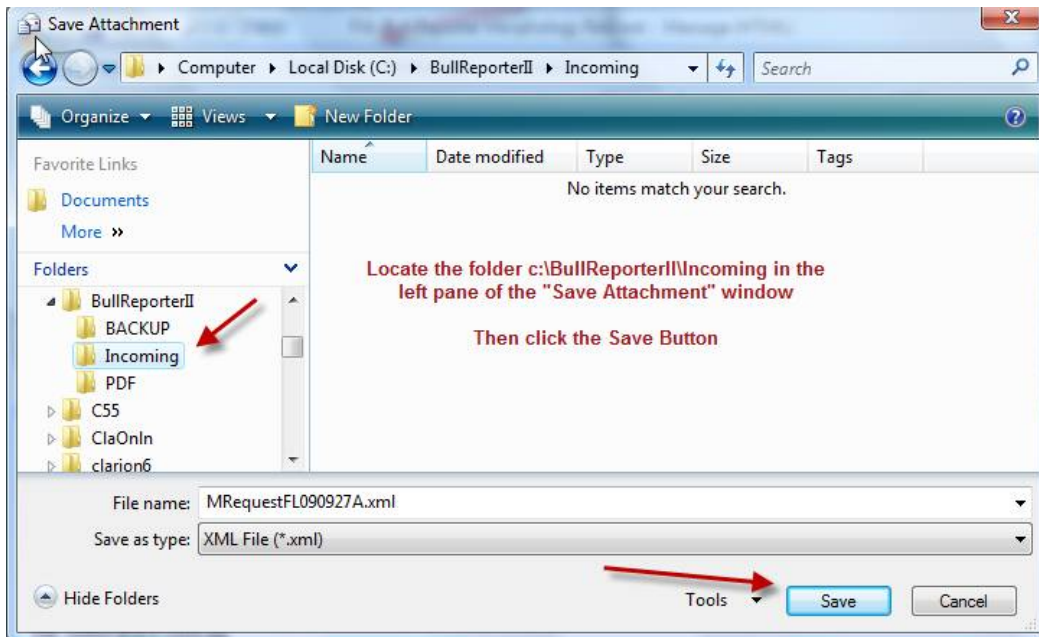 Save Attachment
Computer Local Disk (C:) BullReporterII Incoming Search
Organize Views New Folder
Favorite Links
Documents
More »
Folders
BullReporterII
BACKUP
Incoming
PDF
C55
ClaOnIn
clarion6
Name Date modified Type Size Tags
No items match your search.
Locate the folder c:\BullReporterII\Incoming in the
left pane of the "Save Attachment" window
Then click the Save Button
File name: MRequestFL090927A.xml
Save as type: XML File (*.xml)
Hide Folders Tools Save Cancel